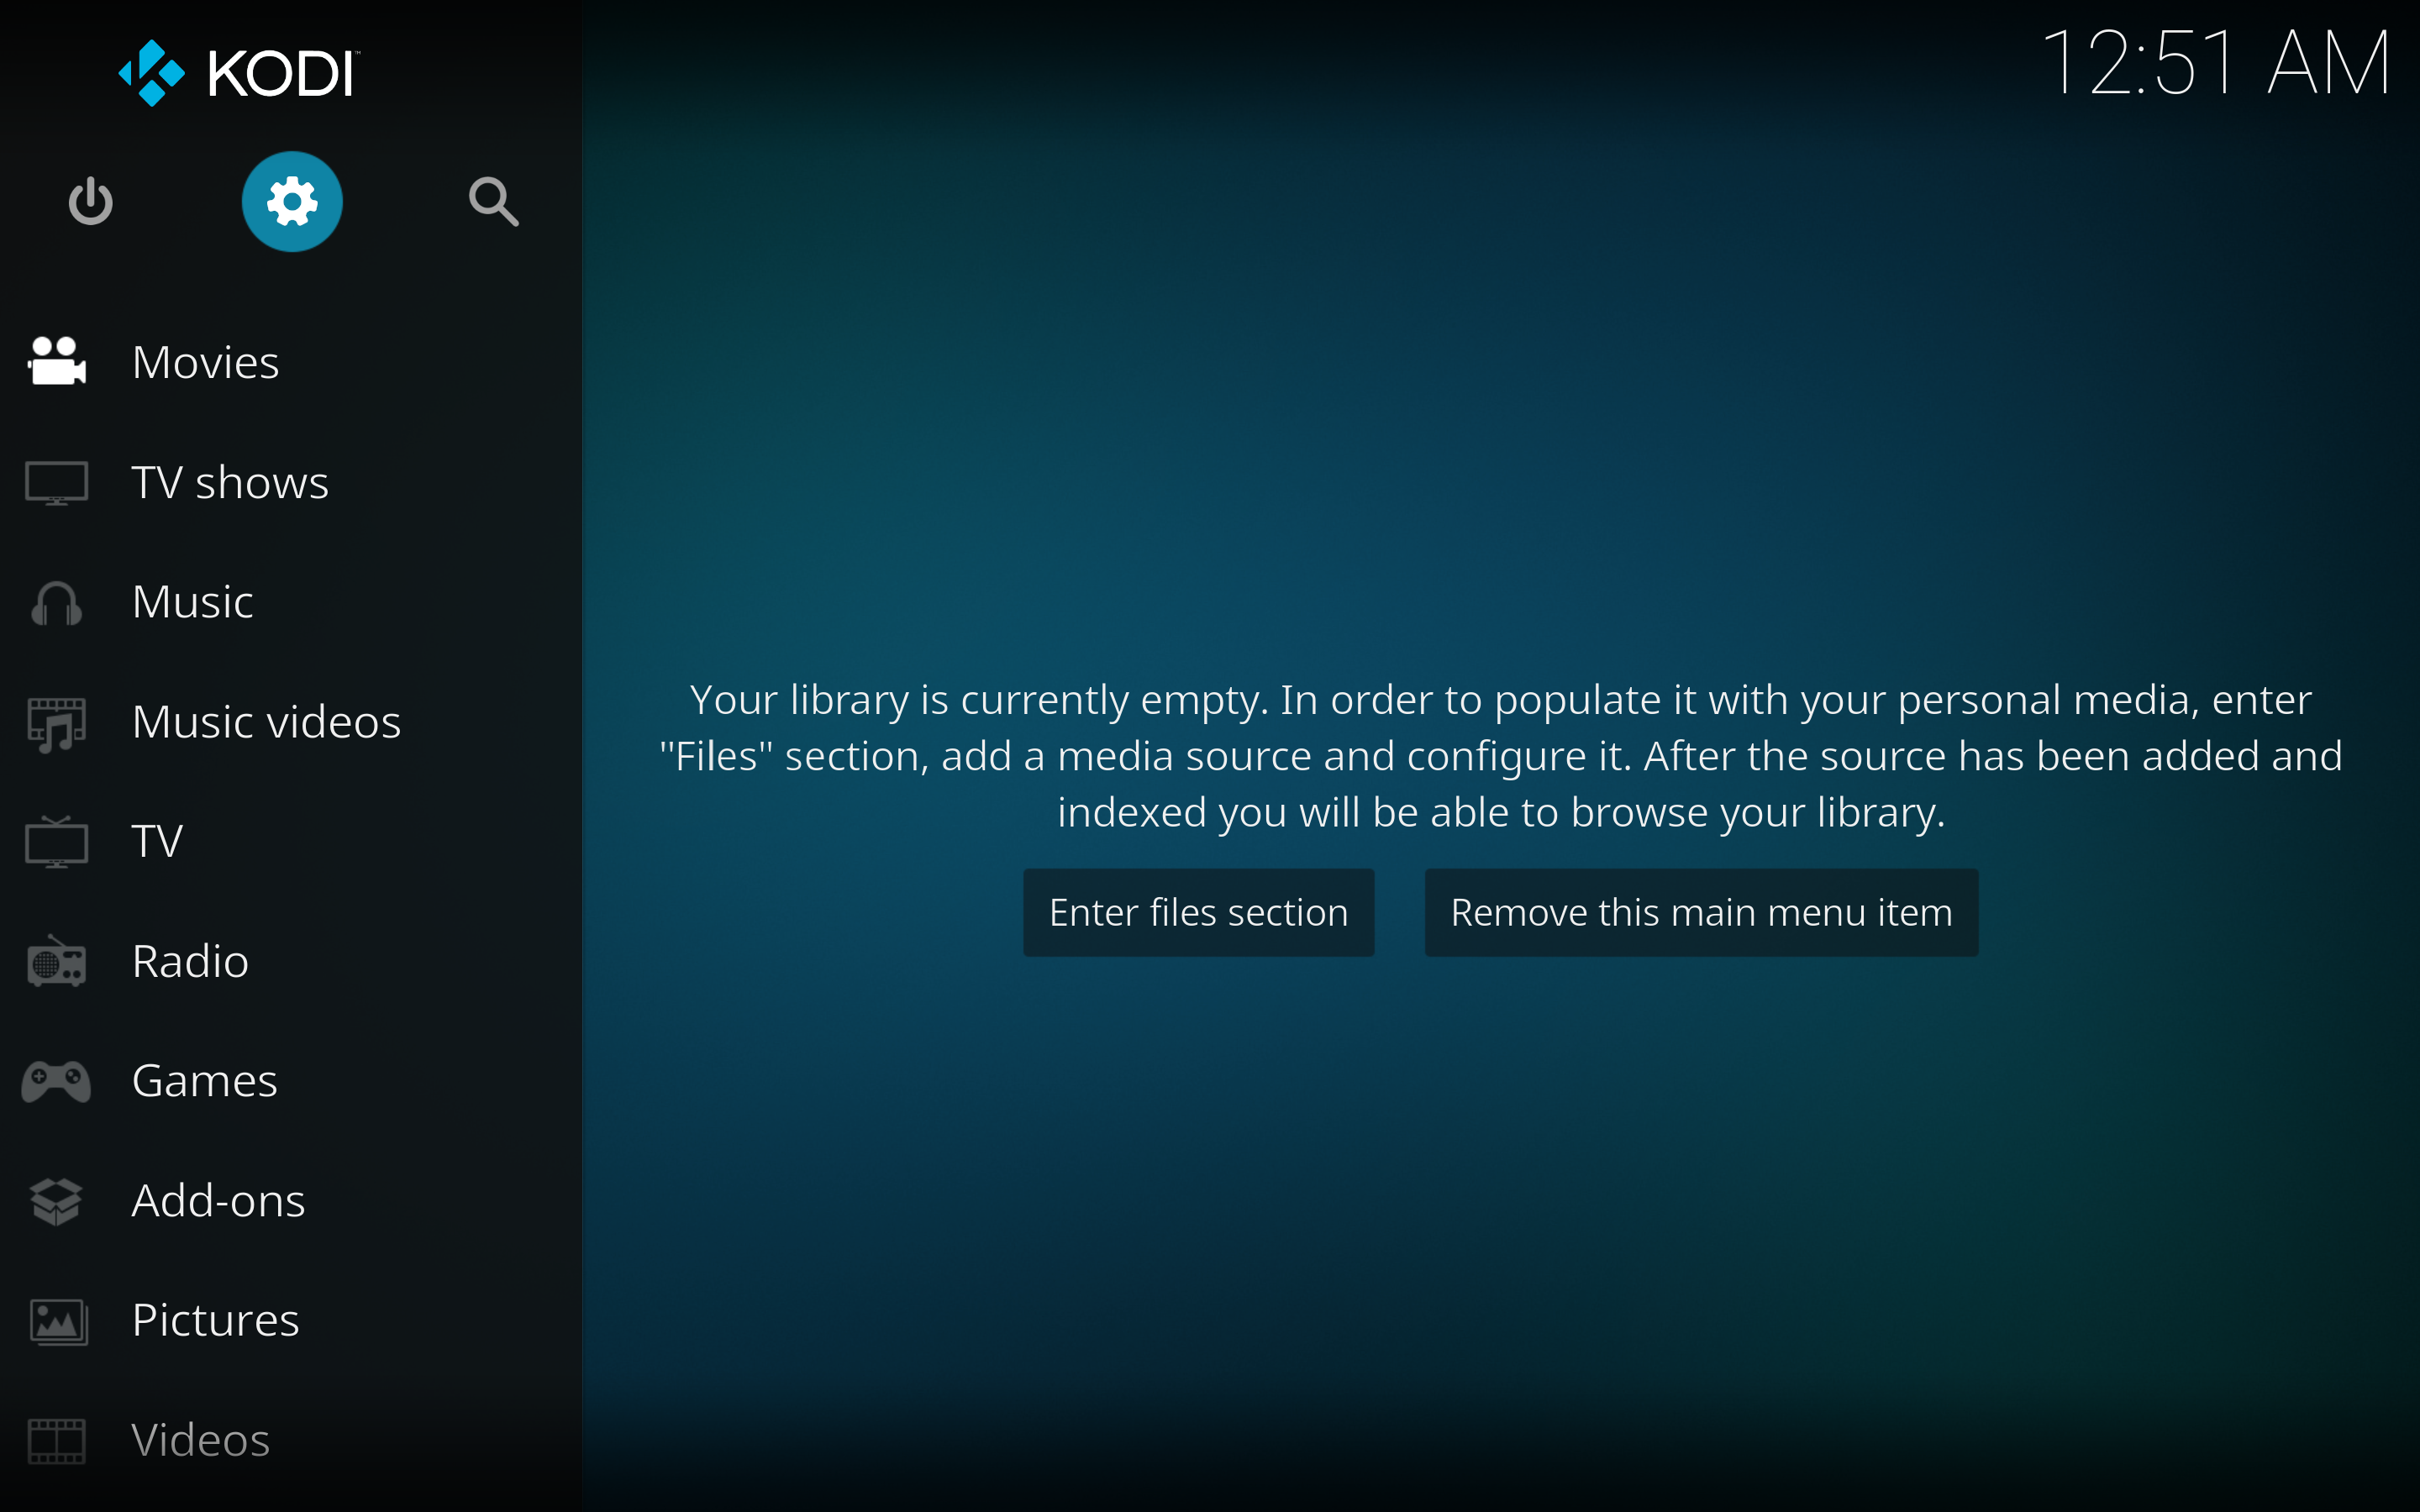 KODI
12:51 AM
Movies
TV shows
Music
Music videos
TV
Radio
Games
Add-ons
Pictures
Videos
Your library is currently empty. In order to populate it with your personal media, enter
"Files" section, add a media source and configure it. After the source has been added and
indexed you will be able to browse your library.
Enter files section
Remove this main menu item